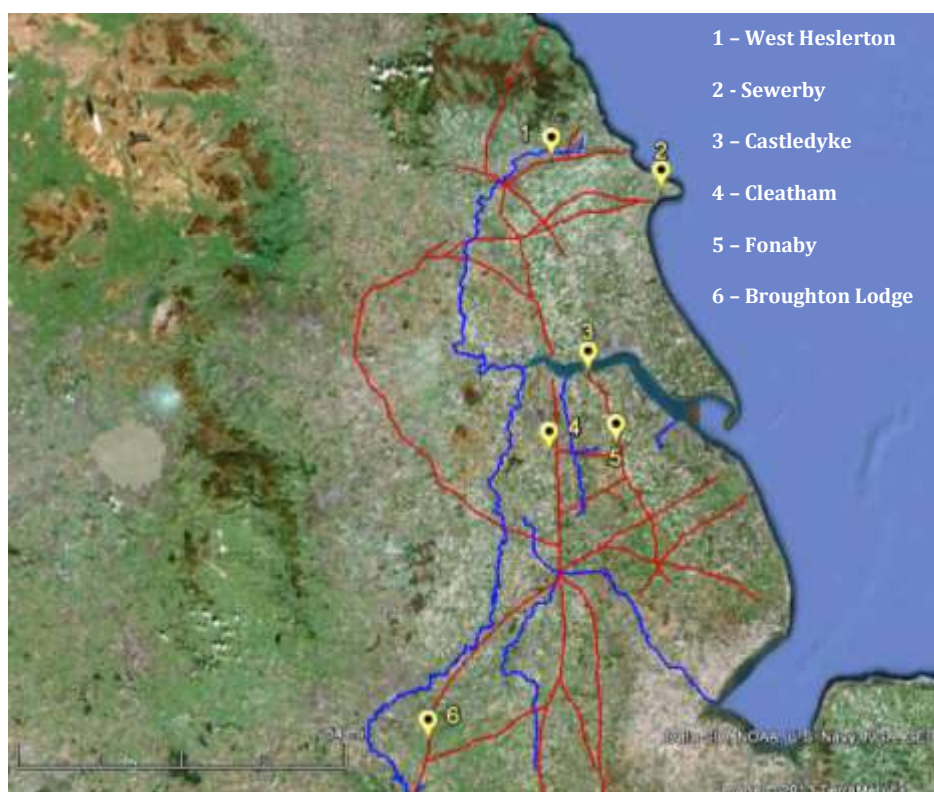 1 – West Heslerton
2 - Sewerby
3 – Castledyke
4 – Cleatham
5 – Fonaby
6 – Broughton Lodge
1
2
3
4
5
6